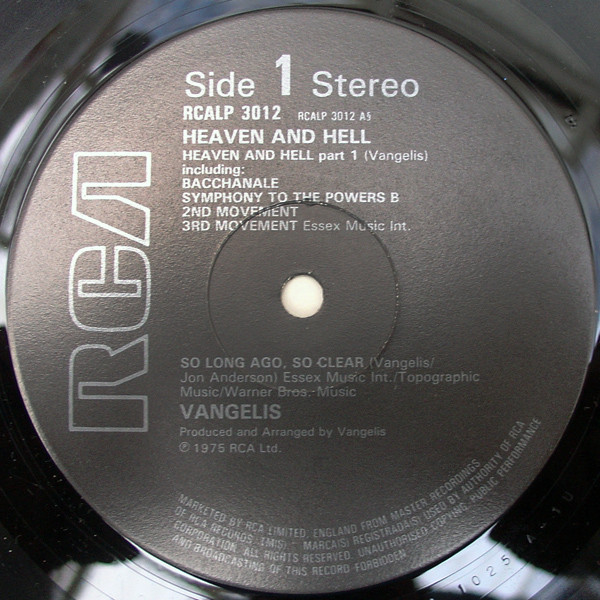 Side 1 Stereo
RCALP 3012 RCALP 3012 A§
HEAVEN AND HELL
HEAVEN AND HELL part 1 (Vangelis)
including:
BACCHANALE
SYMPHONY TO THE POWERS B
2ND MOVEMENT
3RD MOVEMENT Essex Music Int.
RCA
SO LONG AGO, SO CLEAR (Vangelis/
Jon Anderson) Essex Music Int./Topographic
Music/Warner Bros. Music
VANGELIS
Produced and Arranged by Vangelis
℗ 1975 RCA Ltd.
MARKETED BY RCA LIMITED, ENGLAND FROM MASTER RECORDINGS
OF RCA RECORDS. TM(S) ® MARCA(S) REGISTRADA(S) USED BY AUTHORITY OF RCA
CORPORATION. ALL RIGHTS RESERVED. UNAUTHORISED COPYING, PUBLIC PERFORMANCE
AND BROADCASTING OF THIS RECORD FORBIDDEN